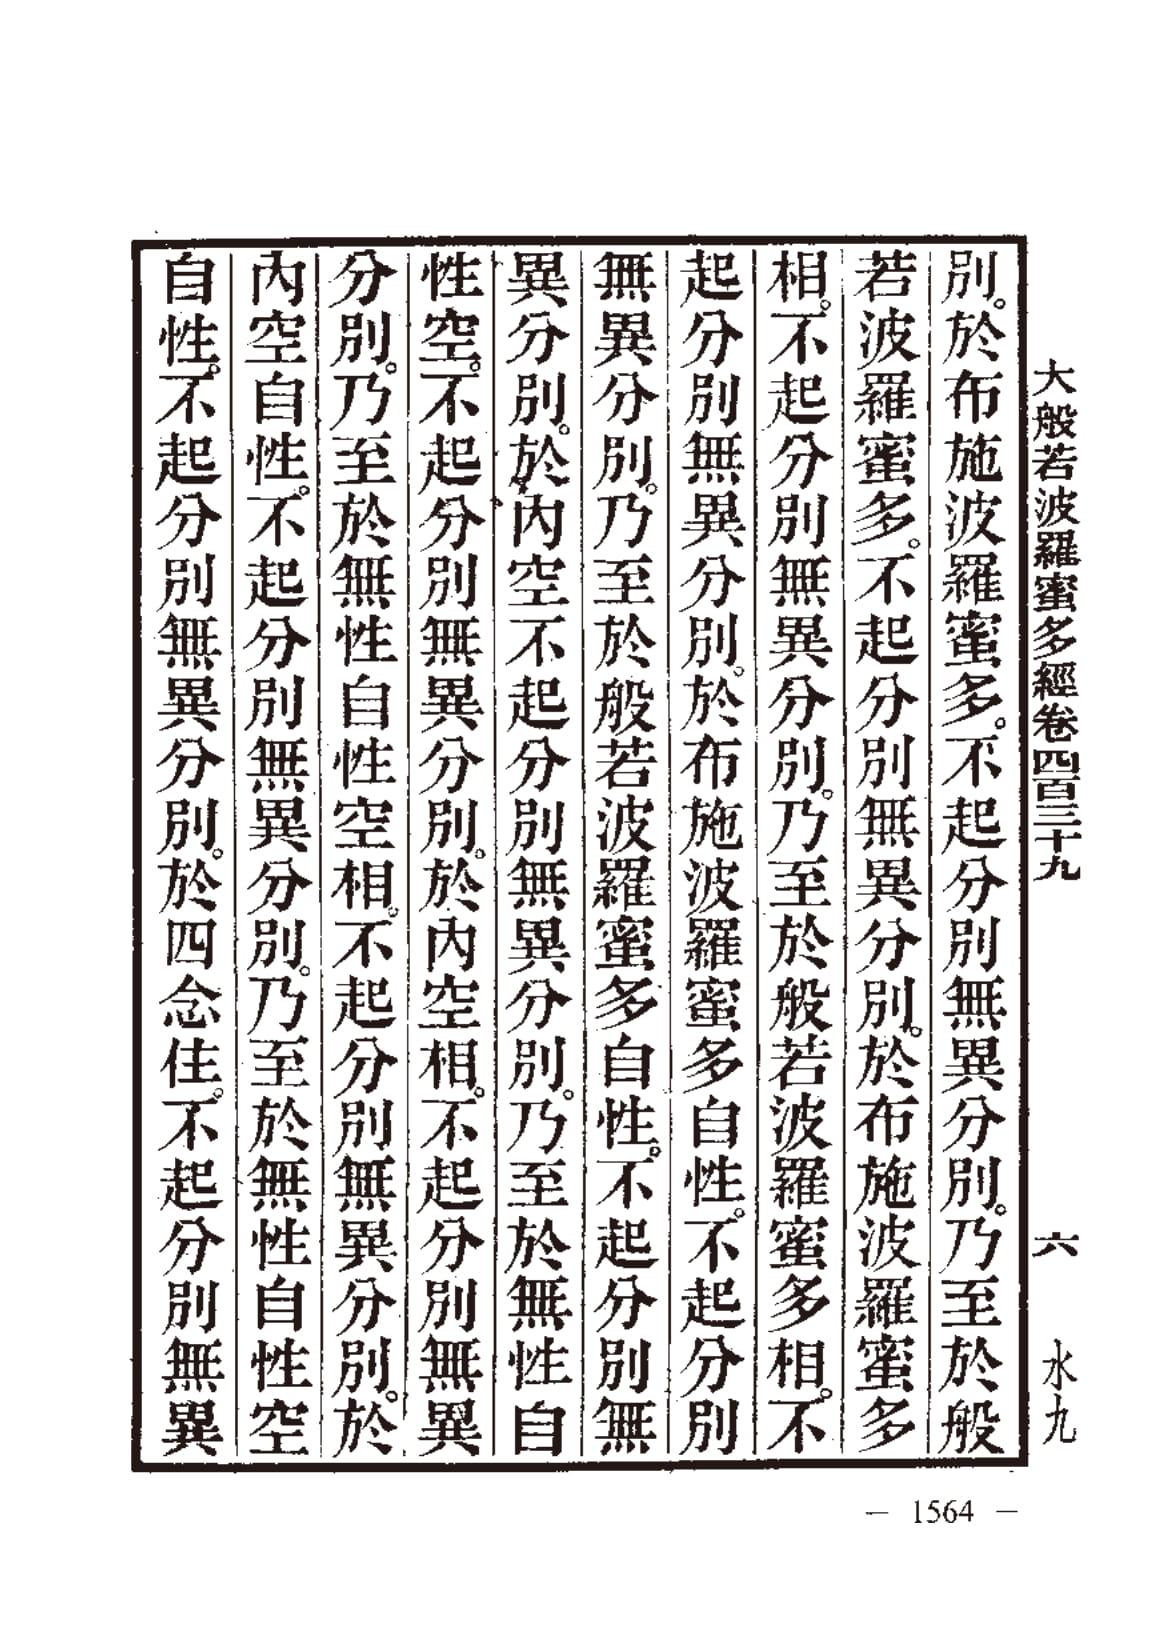 大般若波羅蜜多經卷四百三十九 六 水九
別。於布施波羅蜜多。不起分別無異分別。乃至於般
若波羅蜜多。不起分別無異分別。於布施波羅蜜多
相。不起分別無異分別。乃至於般若波羅蜜多相。不
起分別無異分別。於布施波羅蜜多自性。不起分別
無異分別。乃至於般若波羅蜜多自性。不起分別無
異分別。於內空不起分別無異分別。乃至於無性自
性空。不起分別無異分別。於內空相。不起分別無異
分別。乃至於無性自性空相。不起分別無異分別。於
內空自性。不起分別無異分別。乃至於無性自性空
自性。不起分別無異分別。於四念住。不起分別無異
— 1564 —